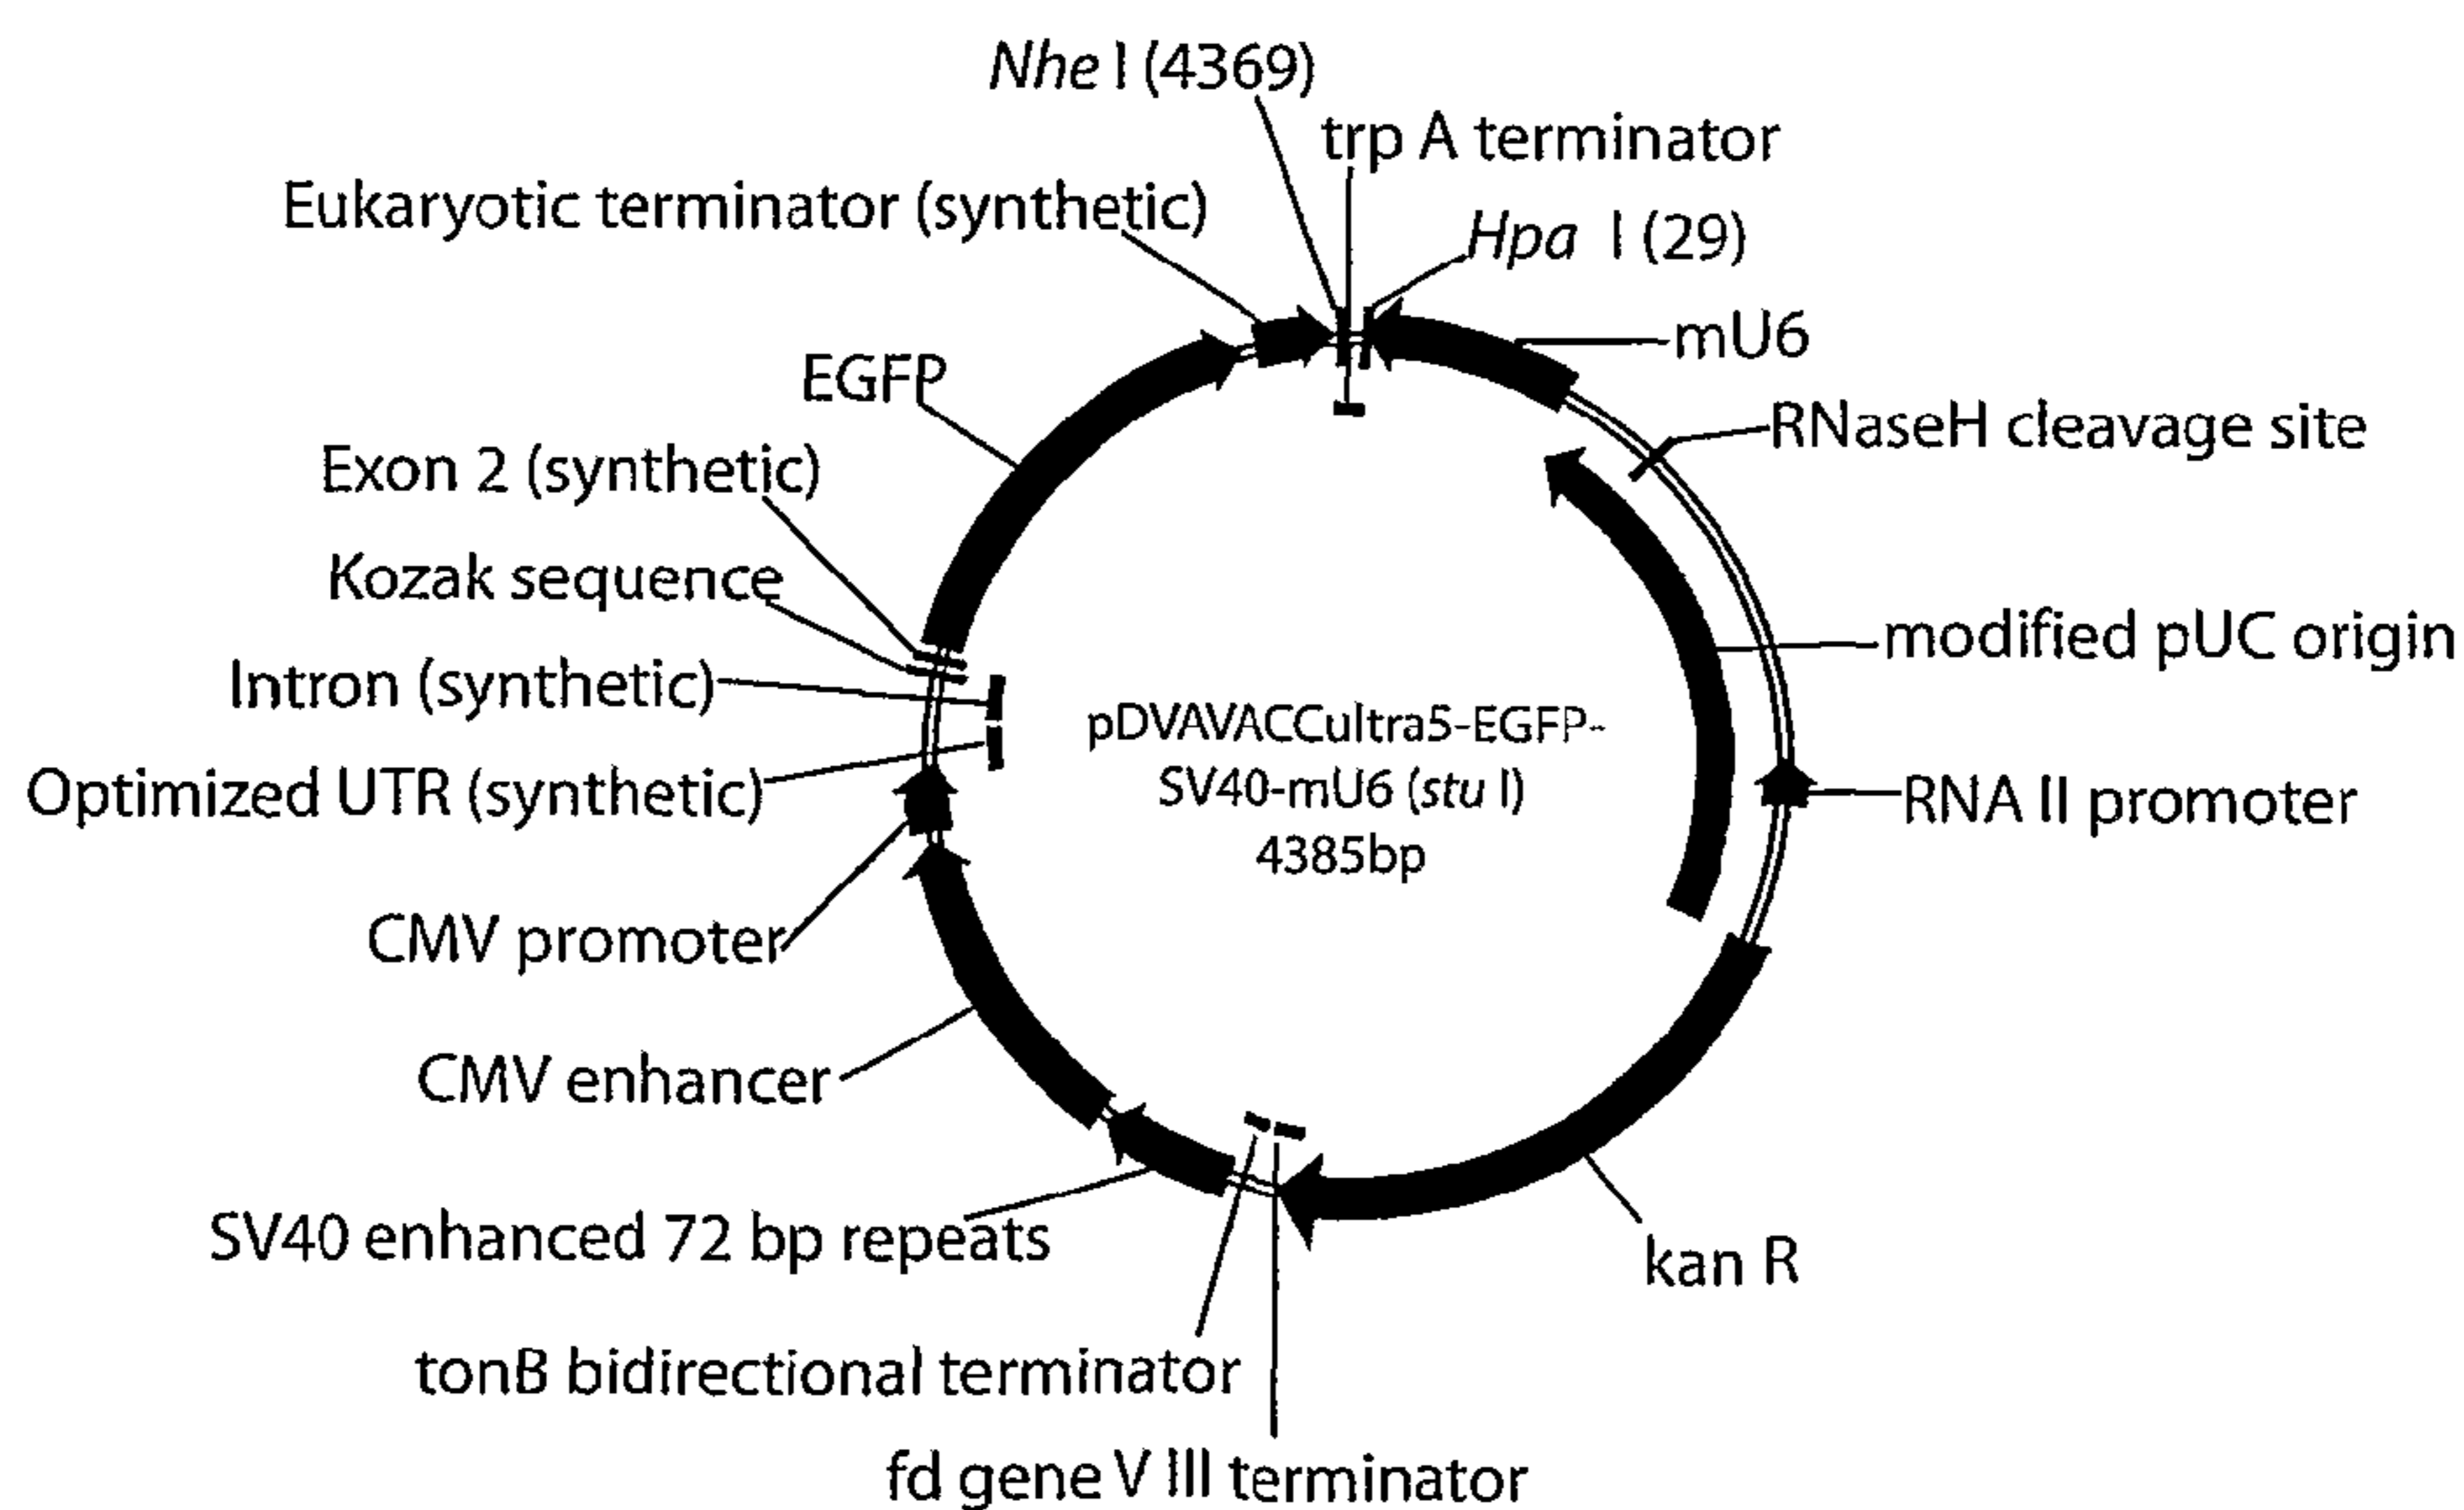 Nhe I (4369)
trp A terminator
Eukaryotic terminator (synthetic)
Hpa I (29)
mU6
EGFP
RNaseH cleavage site
Exon 2 (synthetic)
Kozak sequence
modified pUC origin
Intron (synthetic)
pDVAVACCultra5-EGFP-
SV40-mU6 (stu I)
4385bp
Optimized UTR (synthetic)
RNA II promoter
CMV promoter
CMV enhancer
SV40 enhanced 72 bp repeats
kan R
tonB bidirectional terminator
fd gene V III terminator